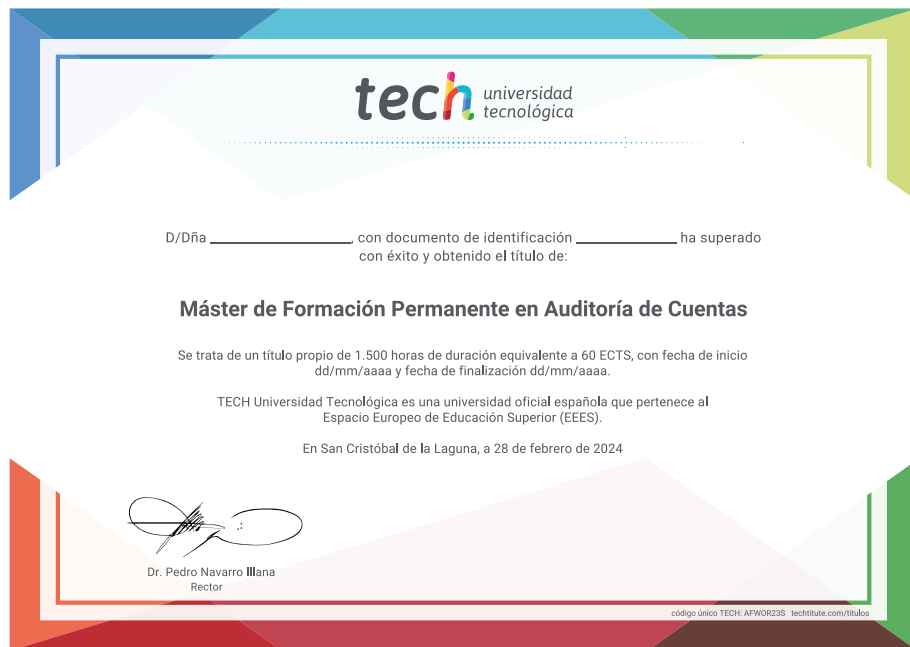 tech universidad
tecnológica
D/Dña ________________, con documento de identificación ____________ ha superado
con éxito y obtenido el título de:
Máster de Formación Permanente en Auditoría de Cuentas
Se trata de un título propio de 1.500 horas de duración equivalente a 60 ECTS, con fecha de inicio
dd/mm/aaaa y fecha de finalización dd/mm/aaaa.
TECH Universidad Tecnológica es una universidad oficial española que pertenece al
Espacio Europeo de Educación Superior (EEES).
En San Cristóbal de la Laguna, a 28 de febrero de 2024
Dr. Pedro Navarro Illana
Rector
código único TECH: AFWOR23S techtitute.com/titulos